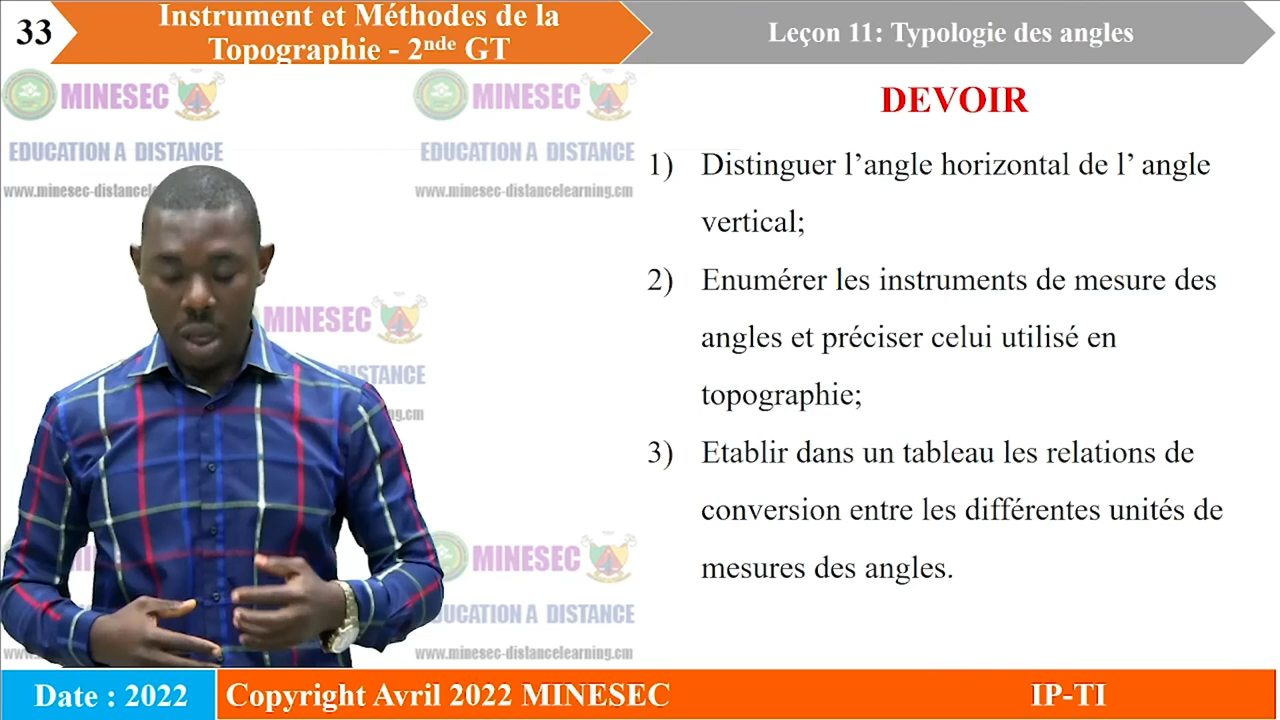 33
Instrument et Méthodes de la
Topographie - 2nde GT
Leçon 11: Typologie des angles
MINESEC
MINESEC
EDUCATION A DISTANCE
EDUCATION A DISTANCE
www.minesec-distancelearning.cm
DEVOIR
1) Distinguer l’angle horizontal de l’ angle
vertical;
2) Enumérer les instruments de mesure des
angles et préciser celui utilisé en
topographie;
3) Etablir dans un tableau les relations de
conversion entre les différentes unités de
mesures des angles.
www.minesec-distance
MINESEC
DISTANCE
ng.cm
MINESEC
EDUCATION A DISTANCE
www.minesec-distancelearning.cm
Date : 2022
Copyright Avril 2022 MINESEC
IP-TI